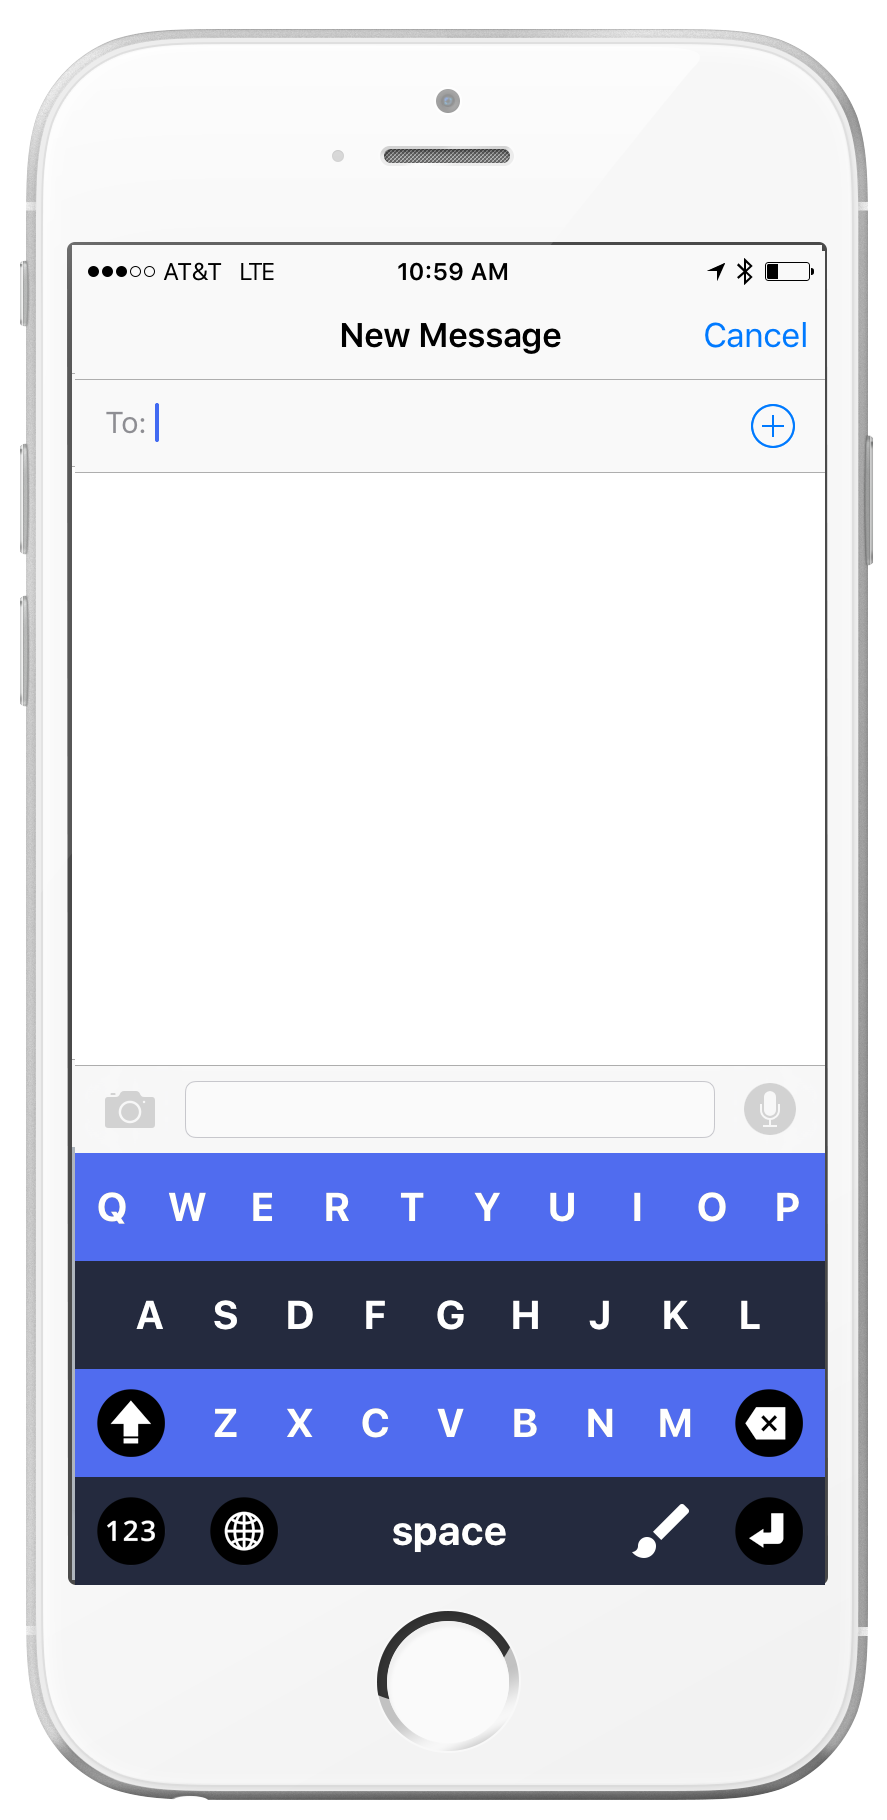 AT&T LTE 10:59 AM
New Message Cancel
To:
Q W E R T Y U I O P
A S D F G H J K L
Z X C V B N M
123 space